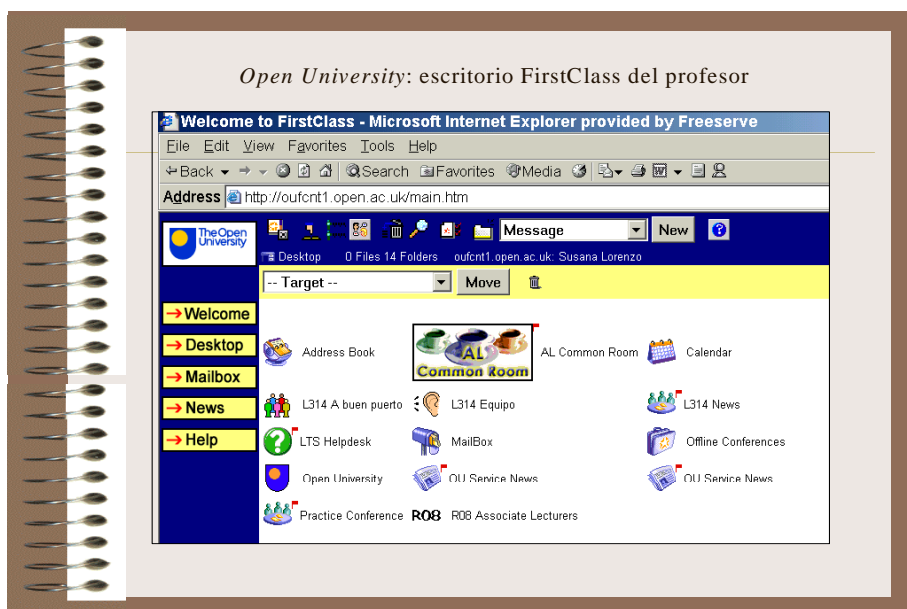 Open University: escritorio FirstClass del profesor
Welcome to FirstClass - Microsoft Internet Explorer provided by Freeserve
File Edit View Favorites Tools Help
Back Search Favorites Media
Address http://oufcnt1.open.ac.uk/main.htm
The Open
University
Message New
Desktop 0 Files 14 Folders oufcnt1.open.ac.uk: Susana Lorenzo
-- Target -- Move
Welcome
Desktop
Mailbox
News
Help
Address Book
AL
Common Room
AL Common Room
Calendar
L314 A buen puerto
L314 Equipo
L314 News
LTS Helpdesk
MailBox
Offline Conferences
Open University
OU Service News
OU Service News
Practice Conference
R08
R08 Associate Lecturers